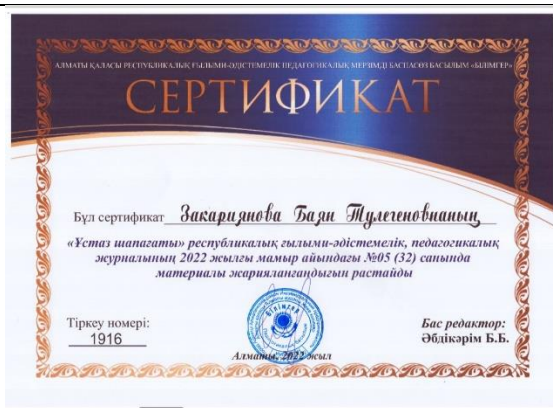 АЛМАТЫ ҚАЛАСЫ РЕСПУБЛИКАЛЫҚ ҒЫЛЫМИ-ӘДІСТЕМЕЛІК ПЕДАГОГИКАЛЫҚ МЕРЗІМДІ БАСПАСӨЗ БАСЫЛЫМ «БІЛІМГЕР»
СЕРТИФИКАТ
Бұл сертификат Закариянова Баян Тулегеновнаның
«Ұстаз шапағаты» республикалық ғылыми-әдістемелік, педагогикалық
журналының 2022 жылғы мамыр айындағы №05 (32) санында
материалы жарияланғандығын растайды
Тіркеу номері:
1916
БІЛІМГЕР
Бас редактор:
Әбдікәрім Б.Б.
Алматы, 2022 жыл